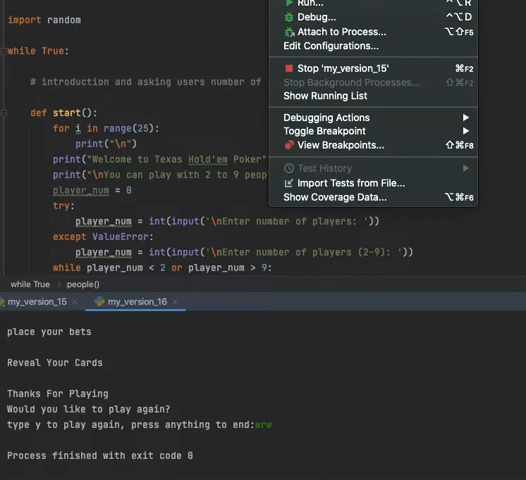 Run... ⌃⌥R
import random
Debug... ⌃⌥D
Attach to Process... ⌥⇧F5
Edit Configurations...
while True:
Stop 'my_version_15' ⌘F2
# introduction and asking users number of
Stop Background Processes... ⇧⌘F2
Show Running List
def start():
Debugging Actions
for i in range(25):
Toggle Breakpoint
print("\n")
View Breakpoints... ⇧⌘F8
print("Welcome to Texas Hold'em Poker"
Test History
print("\nYou can play with 2 to 9 peop
Import Tests from File...
player_num = 0
Show Coverage Data... ⌥⌘F6
try:
player_num = int(input('\nEnter number of players: '))
except ValueError:
player_num = int(input('\nEnter number of players (2-9): '))
while player_num < 2 or player_num > 9:
while True › people()
my_version_15 × my_version_16 ×
place your bets
Reveal Your Cards
Thanks For Playing
Would you like to play again?
type y to play again, press anything to end:wrw
Process finished with exit code 0